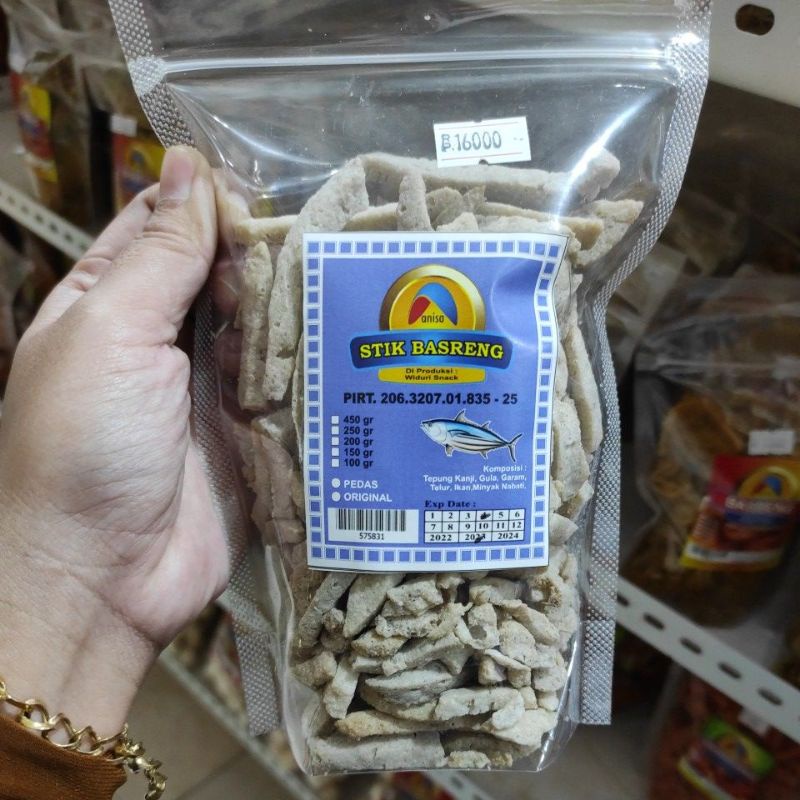 B.16000
anisa
STIK BASRENG
Di Produksi :
Widuri Snack
PIRT. 206.3207.01.835 - 25
450 gr
250 gr
200 gr
150 gr
100 gr
PEDAS
ORIGINAL
Komposisi :
Tepung Kanji, Gula, Garam,
Telur, Ikan,Minyak Nabati,
575831
Exp Date :
2 3 5 6
7 8 9 10 11 12
2022 2023 2024
BASRENG